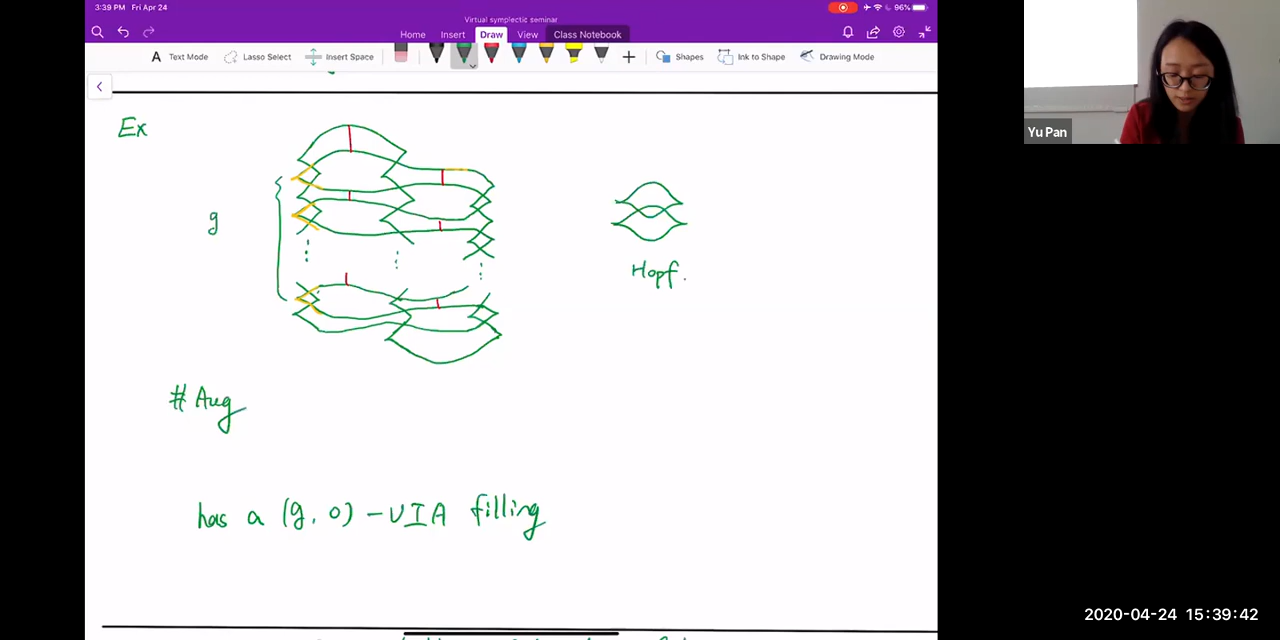 3:39 PM Fri Apr 24
96%
Virtual symplectic seminar
Home Insert Draw View Class Notebook
Text Mode Lasso Select Insert Space Shapes Ink to Shape Drawing Mode
Yu Pan
Ex
g
Hopf.
# Aug
has a (g, 0) - VIA filling
2020-04-24 15:39:42